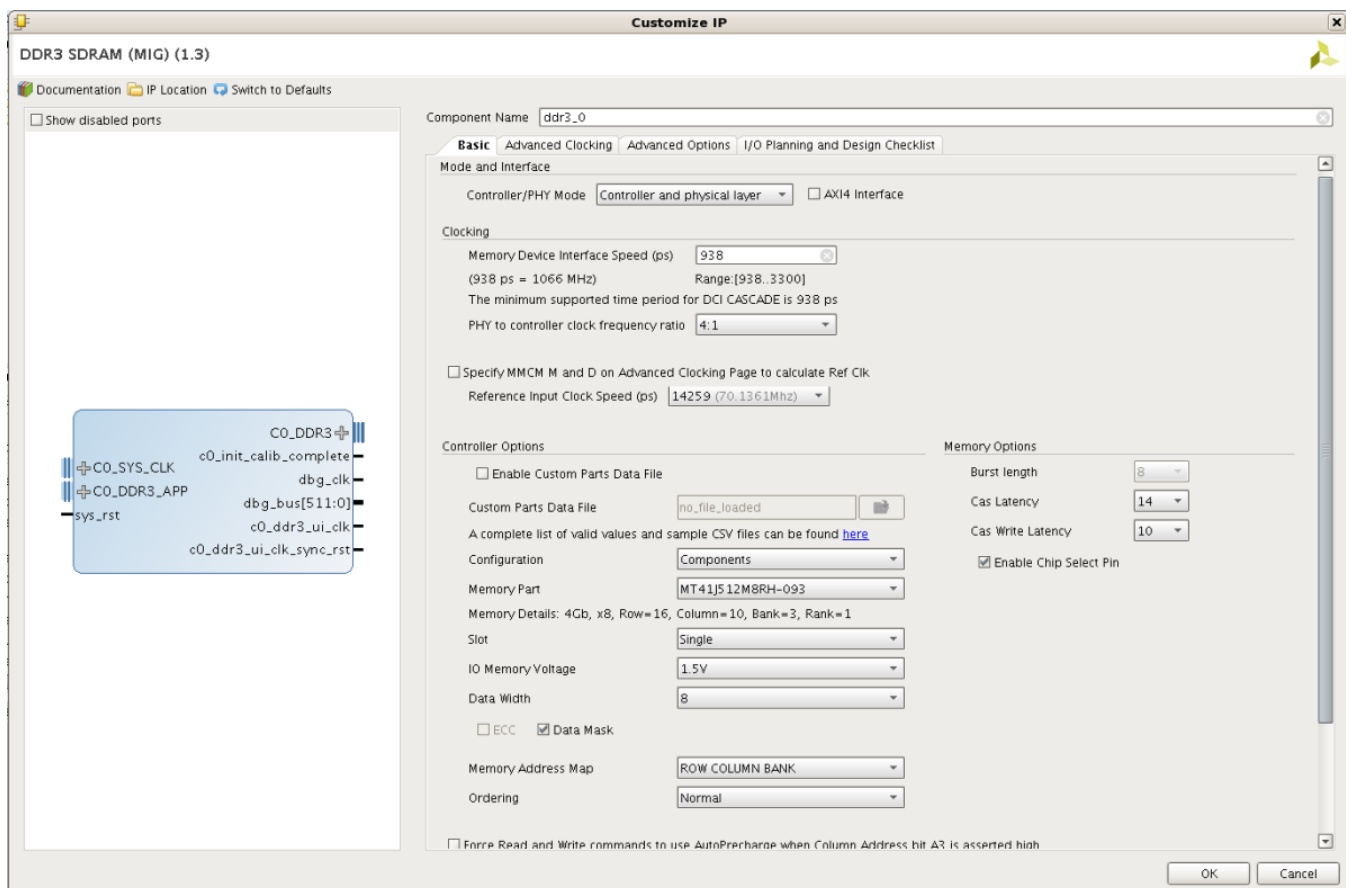 Customize IP
DDR3 SDRAM (MIG) (1.3)
Documentation IP Location Switch to Defaults
Show disabled ports
C0_DDR3
c0_init_calib_complete
C0_SYS_CLK
dbg_clk
C0_DDR3_APP
dbg_bus[511:0]
sys_rst
c0_ddr3_ui_clk
c0_ddr3_ui_clk_sync_rst
Component Name ddr3_0
Basic Advanced Clocking Advanced Options I/O Planning and Design Checklist
Mode and Interface
Controller/PHY Mode Controller and physical layer AXI4 Interface
Clocking
Memory Device Interface Speed (ps) 938
(938 ps = 1066 MHz) Range:[938..3300]
The minimum supported time period for DCI CASCADE is 938 ps
PHY to controller clock frequency ratio 4:1
Specify MMCM M and D on Advanced Clocking Page to calculate Ref Clk
Reference Input Clock Speed (ps) 14259 (70.1361Mhz)
Controller Options
Enable Custom Parts Data File
Custom Parts Data File no_file_loaded
A complete list of valid values and sample CSV files can be found here
Configuration Components
Memory Part MT41J512M8RH-093
Memory Details: 4Gb, x8, Row=16, Column=10, Bank=3, Rank=1
Slot Single
IO Memory Voltage 1.5V
Data Width 8
ECC Data Mask
Memory Address Map ROW COLUMN BANK
Ordering Normal
Force Read and Write commands to use AutoPrecharge when Column Address bit A3 is asserted high
Memory Options
Burst length 8
Cas Latency 14
Cas Write Latency 10
Enable Chip Select Pin
OK Cancel